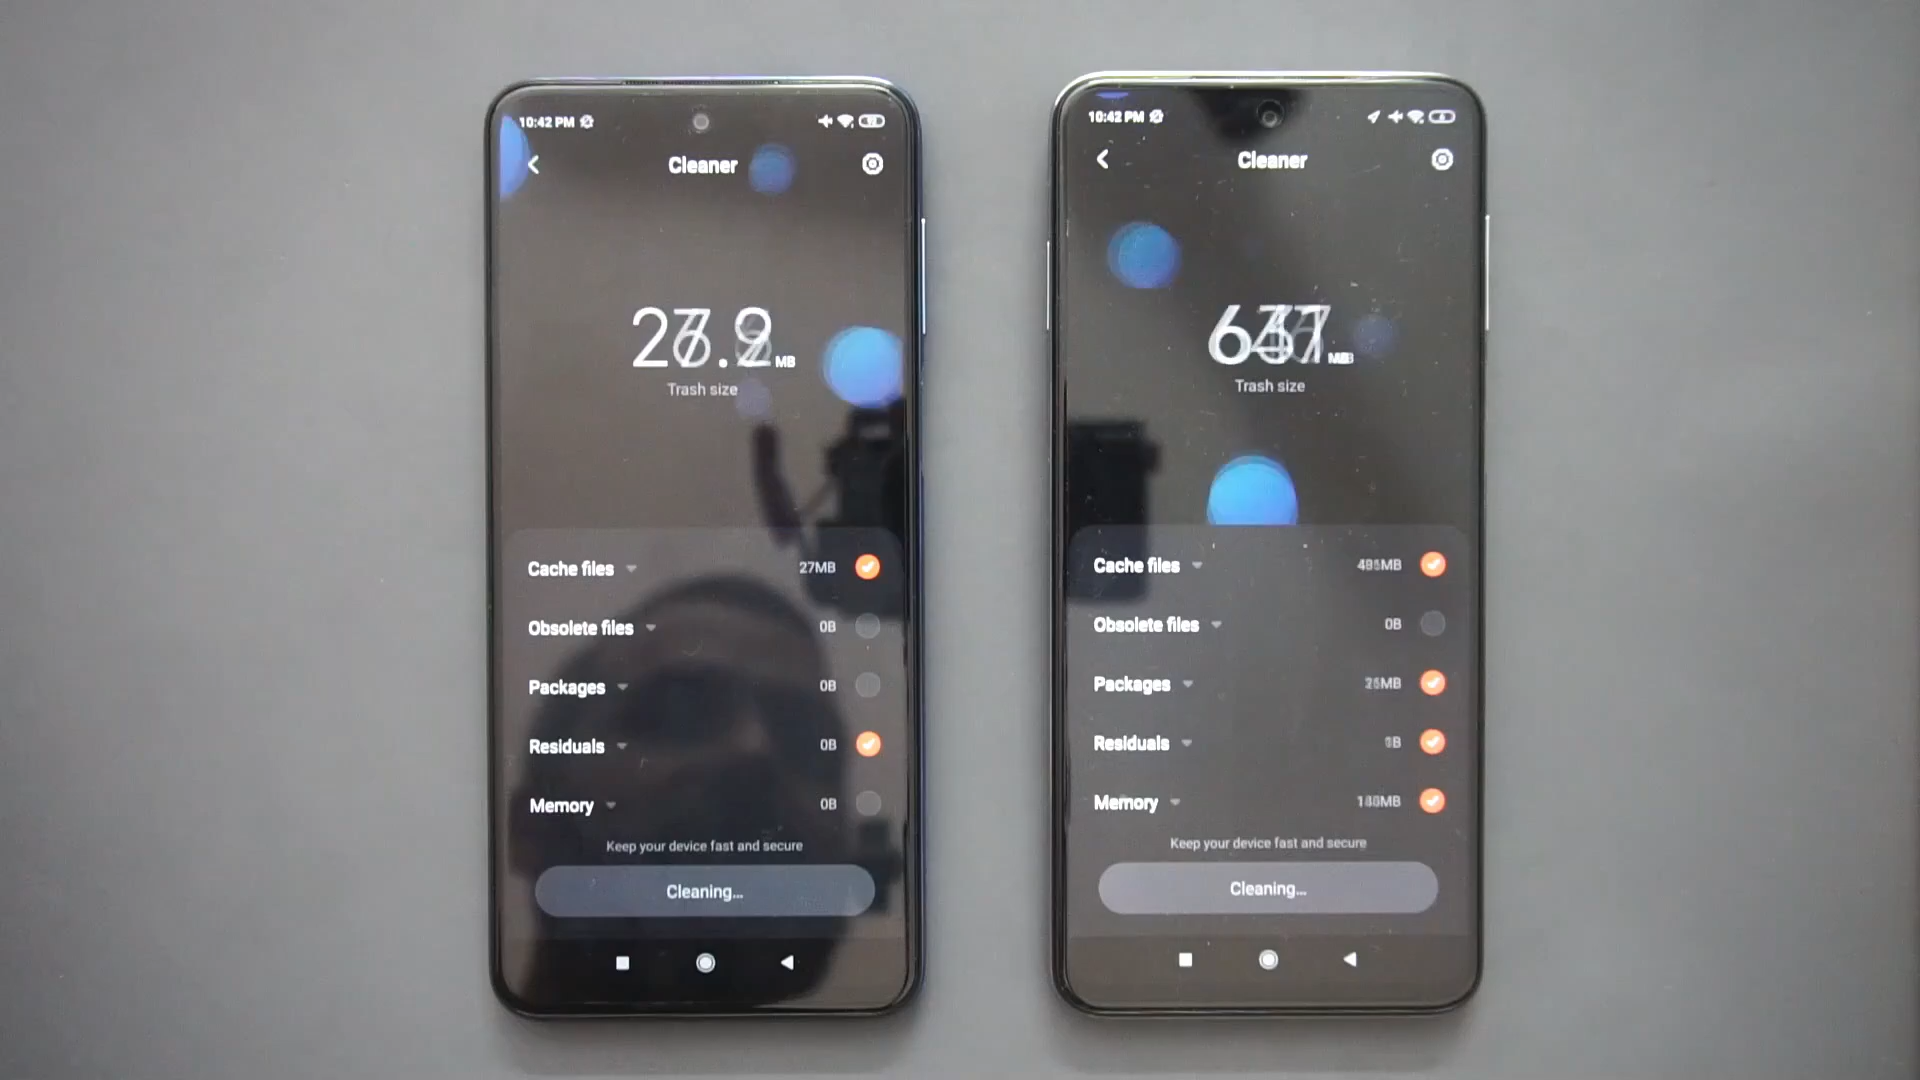 10:42 PM
Cleaner
MB
Trash size
Cache files 27MB
Obsolete files 0B
Packages 0B
Residuals 0B
Memory 0B
Keep your device fast and secure
Cleaning...
10:42 PM
Cleaner
MB
Trash size
Cache files
Obsolete files 0B
Packages
Residuals
Memory
Keep your device fast and secure
Cleaning...